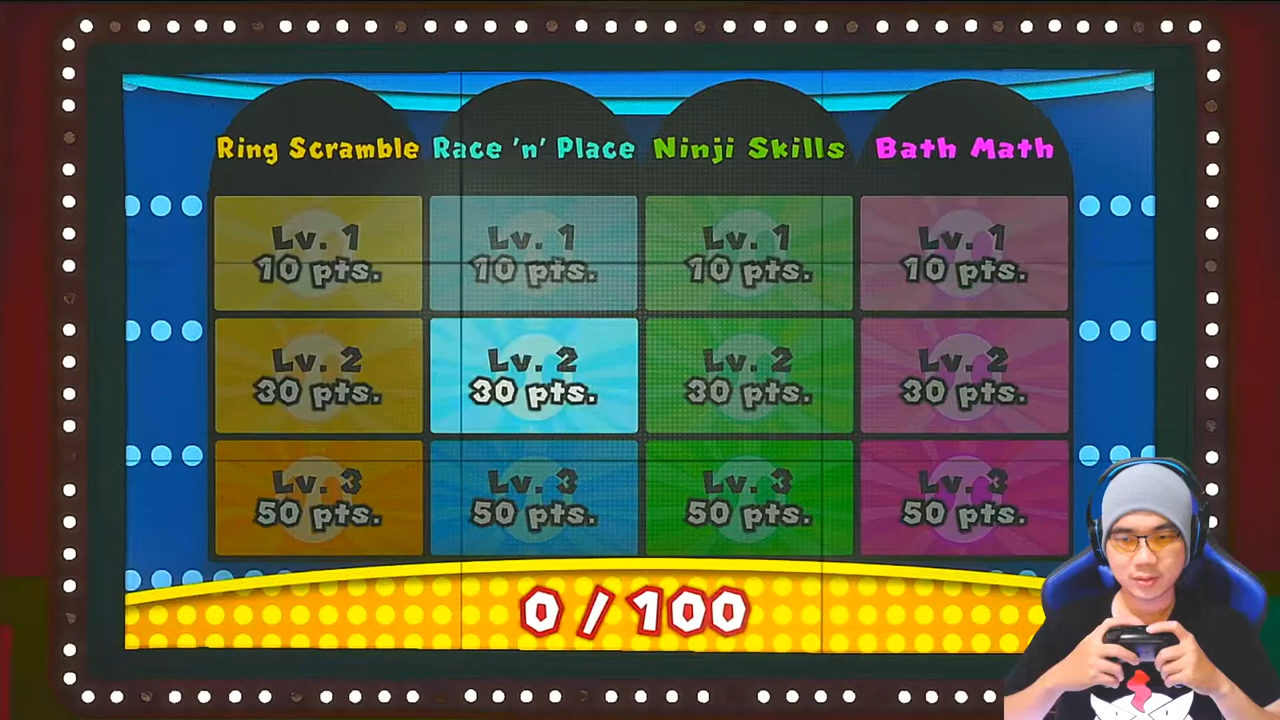 Ring Scramble Race 'n' Place Ninji Skills Bath Math
Lv. 1 Lv. 1 Lv. 1 Lv. 1
10 pts. 10 pts. 10 pts. 10 pts.
Lv. 2 Lv. 2 Lv. 2 Lv. 2
30 pts. 30 pts. 30 pts. 30 pts.
Lv. 3 Lv. 3 Lv. 3 Lv. 3
50 pts. 50 pts. 50 pts. 50 pts.
0 / 100